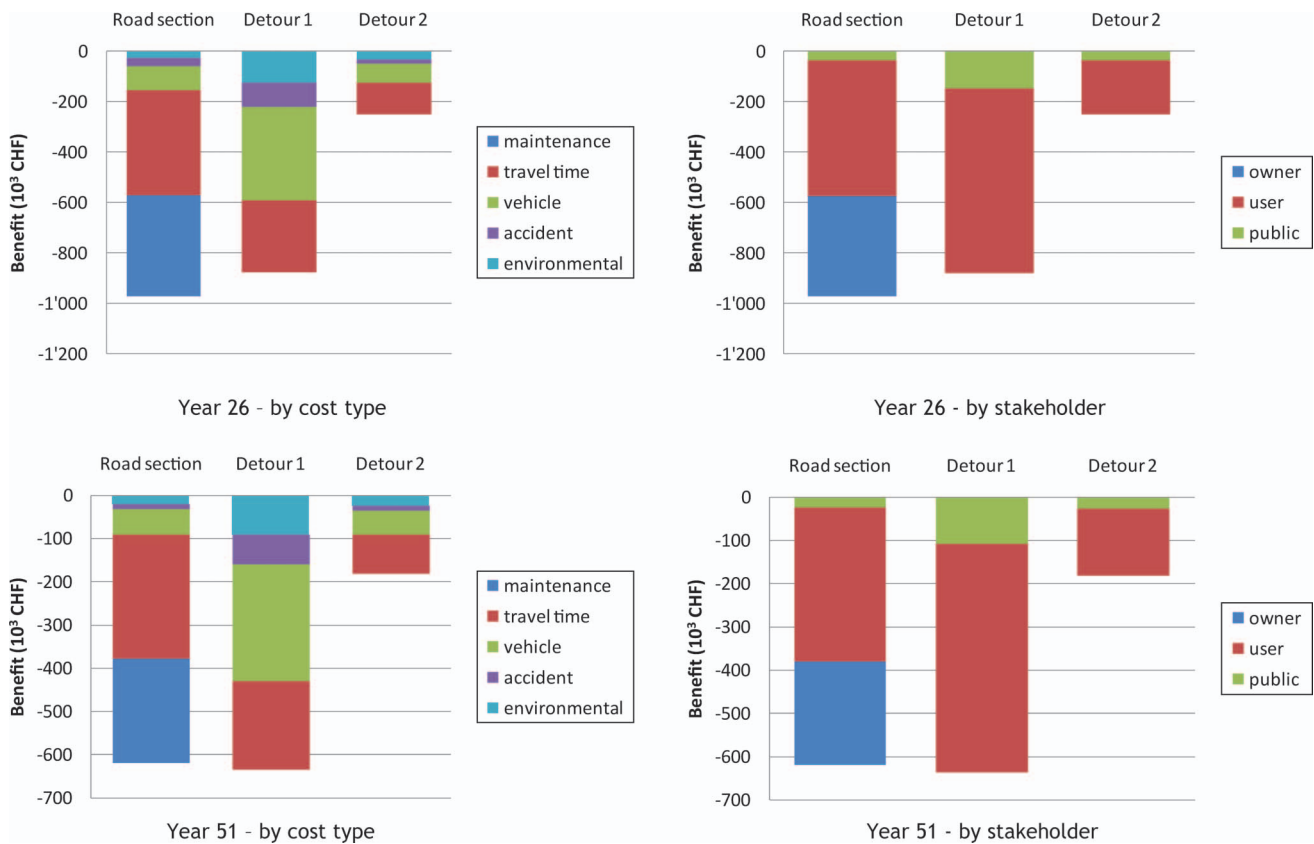 Road section Detour 1 Detour 2
Benefit (10³ CHF)
0
-200
-400
-600
-800
-1'000
-1'200
maintenance
travel time
vehicle
accident
environmental
Year 26 - by cost type
Road section Detour 1 Detour 2
Benefit (10³ CHF)
0
-200
-400
-600
-800
-1'000
-1'200
owner
user
public
Year 26 - by stakeholder
Road section Detour 1 Detour 2
Benefit (10³ CHF)
0
-100
-200
-300
-400
-500
-600
-700
maintenance
travel time
vehicle
accident
environmental
Year 51 - by cost type
Road section Detour 1 Detour 2
Benefit (10³ CHF)
0
-100
-200
-300
-400
-500
-600
-700
owner
user
public
Year 51 - by stakeholder